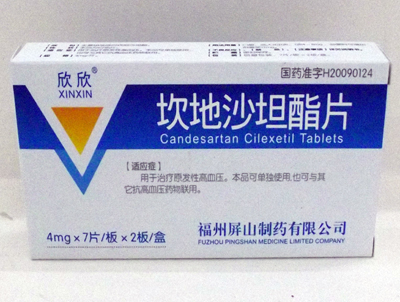 欣欣®
XINXIN
国药准字H20090124
坎地沙坦酯片
Candesartan Cilexetil Tablets
【适应症】
用于治疗原发性高血压。本品可单独使用,也可与其
它抗高血压药物联用。
4mg×7片/板×2板/盒
福州屏山制药有限公司
FUZHOU PINGSHAN MEDICINE LIMITED COMPANY